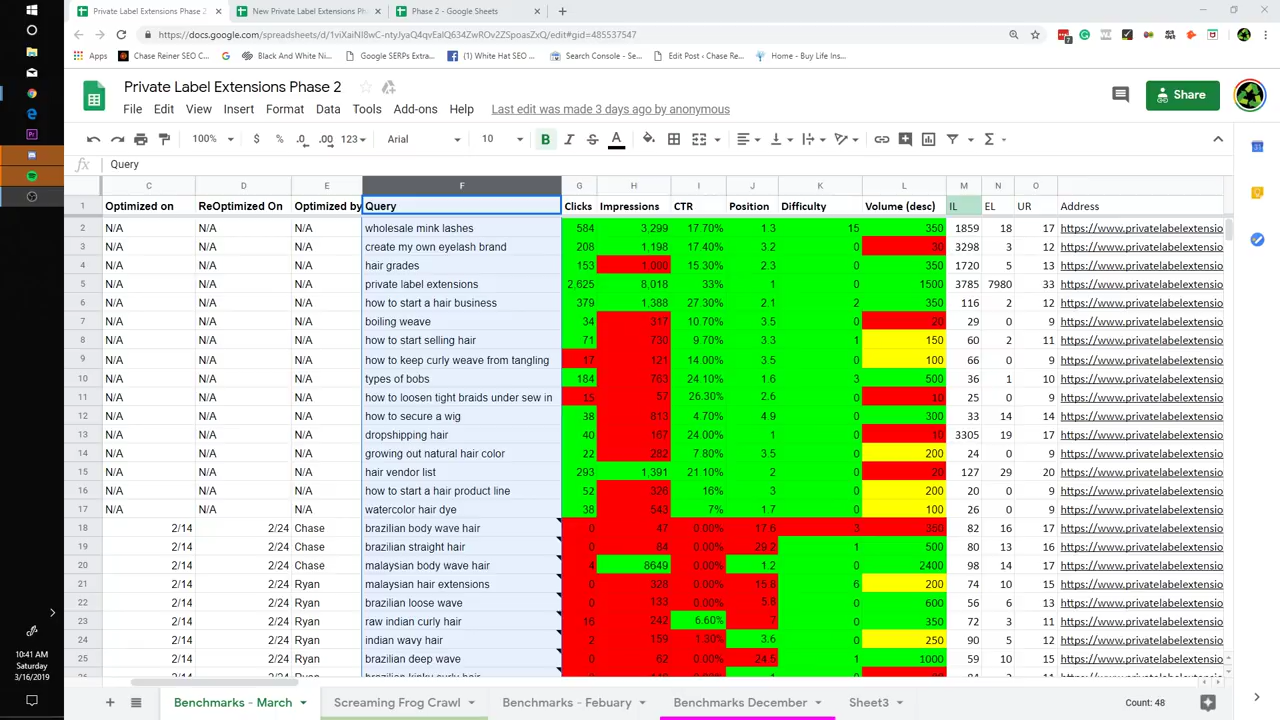 Private Label Extensions Phase 2 × New Private Label Extensions Ph × Phase 2 - Google Sheets × +
https://docs.google.com/spreadsheets/d/1viXaiNI8wC-ntyJyaQ4qvEalQ634ZwROv2ZSpoasZxQ/edit#gid=485537547
Apps Chase Reiner SEO C... Black And White Ni... Google SERPs Extra... (1) White Hat SEO ... Search Console - Se... Edit Post ‹ Chase Re... Home - Buy Life Ins...
Private Label Extensions Phase 2
Share
File Edit View Insert Format Data Tools Add-ons Help Last edit was made 3 days ago by anonymous
100% $ % .0 .00 123 Arial 10 B I S A
fx Query
C D E F G H I J K L M N O
1 Optimized on ReOptimized On Optimized by Query Clicks Impressions CTR Position Difficulty Volume (desc) IL EL UR Address
2 N/A N/A N/A wholesale mink lashes 584 3,299 17.70% 1.3 15 350 1859 18 17 https://www.privatelabelextensio
3 N/A N/A N/A create my own eyelash brand 208 1,198 17.40% 3.2 0 30 3298 3 12 https://www.privatelabelextensio
4 N/A N/A N/A hair grades 153 1,000 15.30% 2.3 0 350 1720 5 13 https://www.privatelabelextensio
5 N/A N/A N/A private label extensions 2,625 8,018 33% 1 0 1500 3785 7980 33 https://www.privatelabelextensio
6 N/A N/A N/A how to start a hair business 379 1,388 27.30% 2.1 2 350 116 2 12 https://www.privatelabelextensio
7 N/A N/A N/A boiling weave 34 317 10.70% 3.5 0 20 29 0 9 https://www.privatelabelextensio
8 N/A N/A N/A how to start selling hair 71 730 9.70% 3.3 1 150 60 2 11 https://www.privatelabelextensio
9 N/A N/A N/A how to keep curly weave from tangling 17 121 14.00% 3.5 0 100 66 0 9 https://www.privatelabelextensio
10 N/A N/A N/A types of bobs 184 763 24.10% 1.6 3 500 36 1 10 https://www.privatelabelextensio
11 N/A N/A N/A how to loosen tight braids under sew in 15 57 26.30% 2.6 0 10 25 0 9 https://www.privatelabelextensio
12 N/A N/A N/A how to secure a wig 38 813 4.70% 4.9 0 300 33 14 14 https://www.privatelabelextensio
13 N/A N/A N/A dropshipping hair 40 167 24.00% 1 0 10 3305 19 17 https://www.privatelabelextensio
14 N/A N/A N/A growing out natural hair color 22 282 7.80% 3.5 0 200 24 0 9 https://www.privatelabelextensio
15 N/A N/A N/A hair vendor list 293 1,391 21.10% 2 0 20 127 29 20 https://www.privatelabelextensio
16 N/A N/A N/A how to start a hair product line 52 326 16% 3 0 200 20 0 9 https://www.privatelabelextensio
17 N/A N/A N/A watercolor hair dye 38 543 7% 1.7 0 100 26 0 9 https://www.privatelabelextensio
18 2/14 2/24 Chase brazilian body wave hair 0 47 0.00% 17.6 3 350 82 16 17 https://www.privatelabelextensio
19 2/14 2/24 Chase brazilian straight hair 0 84 0.00% 29.2 1 500 80 13 16 https://www.privatelabelextensio
20 2/14 2/24 Chase malaysian body wave hair 4 8649 0.00% 1.2 0 2400 98 14 17 https://www.privatelabelextensio
21 2/14 2/24 Ryan malaysian hair extensions 0 328 0.00% 15.8 6 200 74 10 15 https://www.privatelabelextensio
22 2/14 2/24 Ryan brazilian loose wave 0 133 0.00% 5.8 0 600 56 6 13 https://www.privatelabelextensio
23 2/14 2/24 Ryan raw indian curly hair 16 242 6.60% 7 0 350 72 3 11 https://www.privatelabelextensio
24 2/14 2/24 Ryan indian wavy hair 2 159 1.30% 3.6 0 250 90 5 12 https://www.privatelabelextensio
25 2/14 2/24 Ryan brazilian deep wave 0 62 0.00% 24.5 1 1000 59 10 15 https://www.privatelabelextensio
10:41 AM
Saturday
3/16/2019
Benchmarks - March Screaming Frog Crawl Benchmarks - Febuary Benchmarks December Sheet3 Count: 48